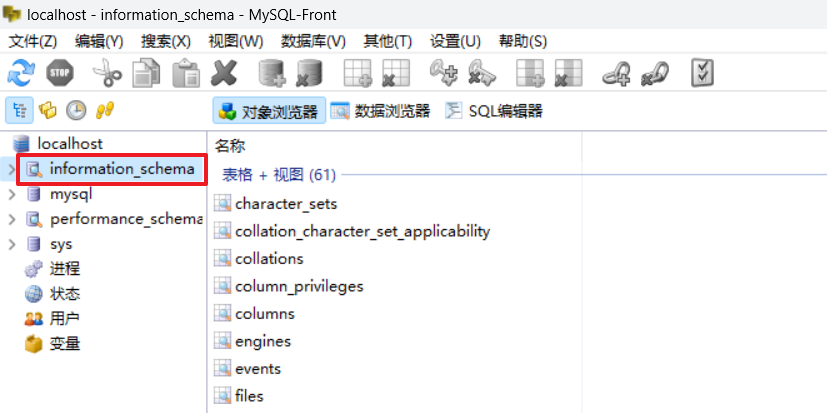 localhost - information_schema - MySQL-Front
文件(Z) 编辑(Y) 搜索(X) 视图(W) 数据库(V) 其他(T) 设置(U) 帮助(S)
STOP
对象浏览器 数据浏览器 SQL编辑器
localhost
information_schema
mysql
performance_schema
sys
进程
状态
用户
变量
名称
表格 + 视图 (61)
character_sets
collation_character_set_applicability
collations
column_privileges
columns
engines
events
files